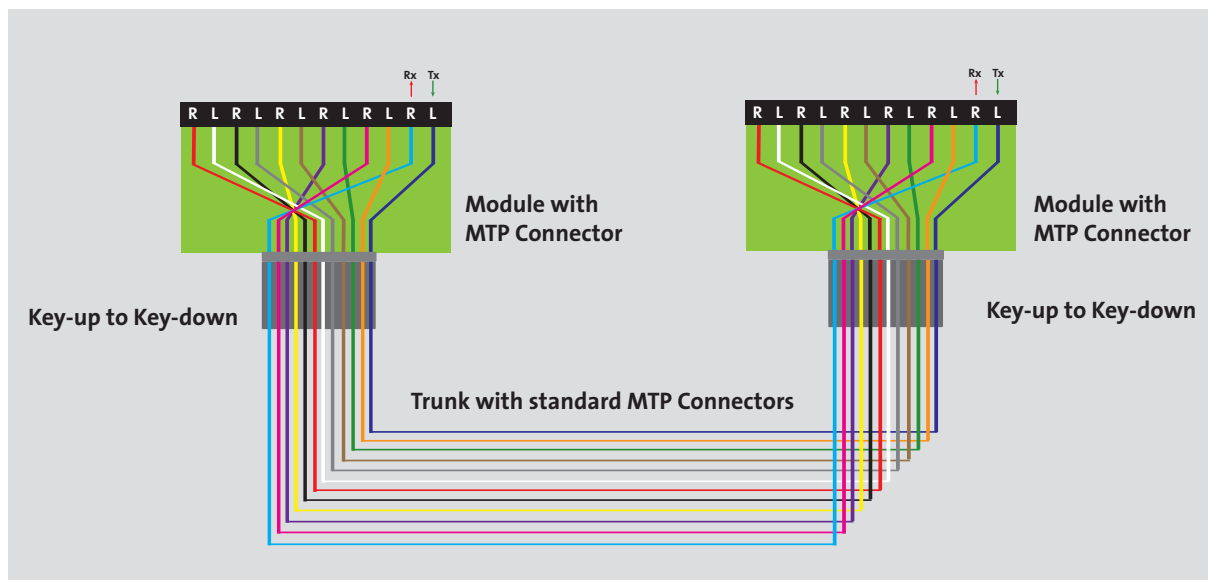 Rx Tx
R L R L R L R L R L R L
Rx Tx
R L R L R L R L R L R L
Module with
MTP Connector
Module with
MTP Connector
Key-up to Key-down
Key-up to Key-down
Trunk with standard MTP Connectors